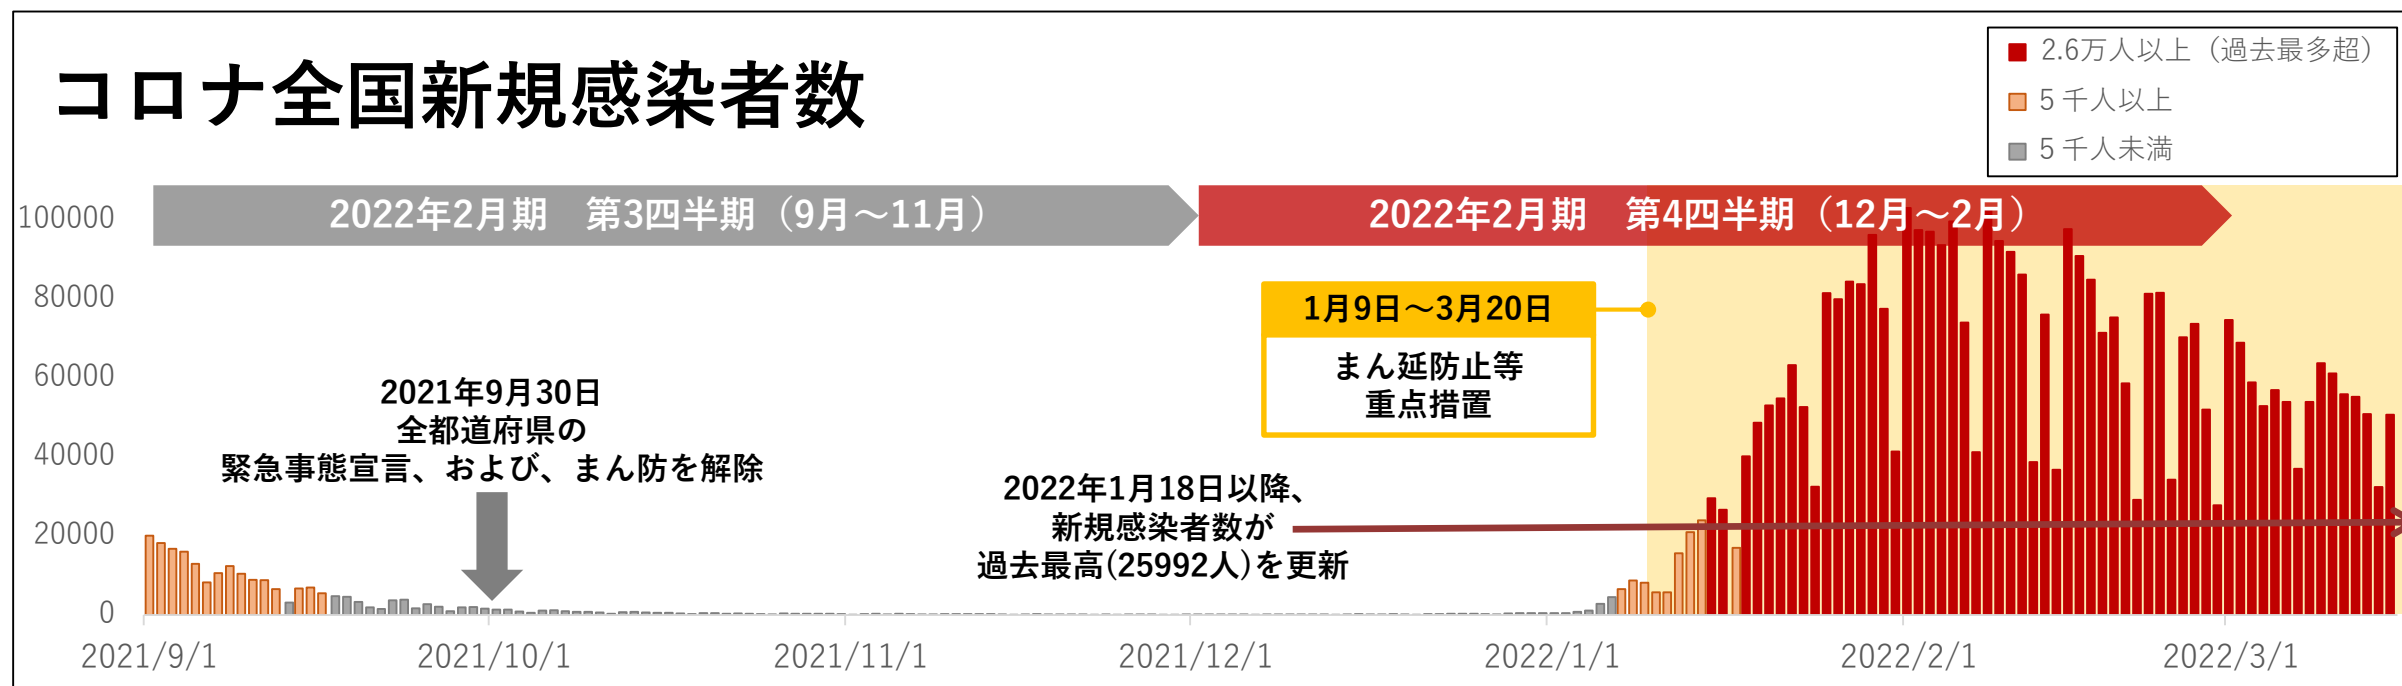 コロナ全国新規感染者数
2.6万人以上（過去最多超）
５千人以上
５千人未満
2022年2月期　第3四半期（9月～11月）
2022年2月期　第4四半期（12月～2月）
100000
80000
60000
40000
20000
0
1月9日～3月20日
まん延防止等
重点措置
2021年9月30日
全都道府県の
緊急事態宣言、および、まん防を解除
2022年1月18日以降、
新規感染者数が
過去最高(25992人)を更新
2021/9/1
2021/10/1
2021/11/1
2021/12/1
2022/1/1
2022/2/1
2022/3/1